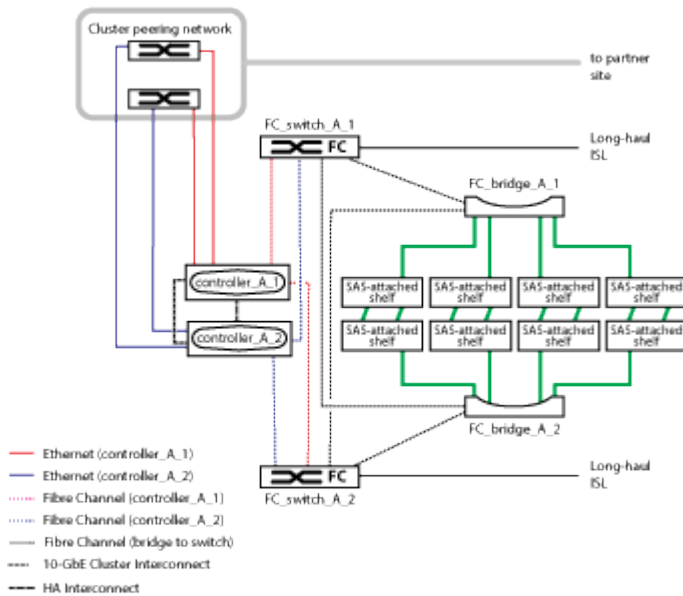 Cluster peering network
to partner
site
FC_switch_A_1
FC
Long-haul
ISL
FC_bridge_A_1
controller_A_1
SAS-attached
shelf
SAS-attached
shelf
SAS-attached
shelf
SAS-attached
shelf
controller_A_2
SAS-attached
shelf
SAS-attached
shelf
SAS-attached
shelf
SAS-attached
shelf
FC_bridge_A_2
FC
FC_switch_A_2
Long-haul
ISL
Ethernet (controller_A_1)
Ethernet (controller_A_2)
Fibre Channel (controller_A_1)
Fibre Channel (controller_A_2)
Fibre Channel (bridge to switch)
10-GbE Cluster Interconnect
HA Interconnect